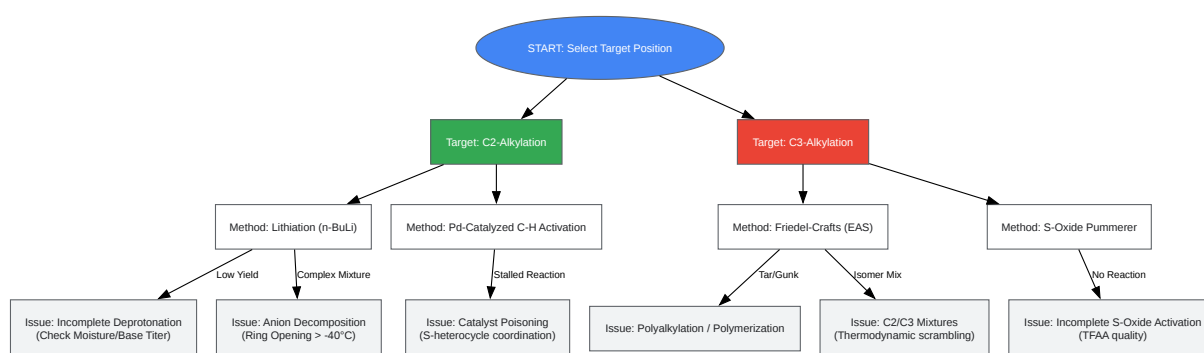 START: Select Target Position
Target: C2-Alkylation
Target: C3-Alkylation
Method: Lithiation (n-BuLi)
Method: Pd-Catalyzed C-H Activation
Method: Friedel-Crafts (EAS)
Method: S-Oxide Pummerer
Low Yield
Complex Mixture
Stalled Reaction
Tar/Gunk
Isomer Mix
No Reaction
Issue: Incomplete Deprotonation
(Check Moisture/Base Titer)
Issue: Anion Decomposition
(Ring Opening > -40°C)
Issue: Catalyst Poisoning
(S-heterocycle coordination)
Issue: Polyalkylation / Polymerization
Issue: C2/C3 Mixtures
(Thermodynamic scrambling)
Issue: Incomplete S-Oxide Activation
(TFAA quality)